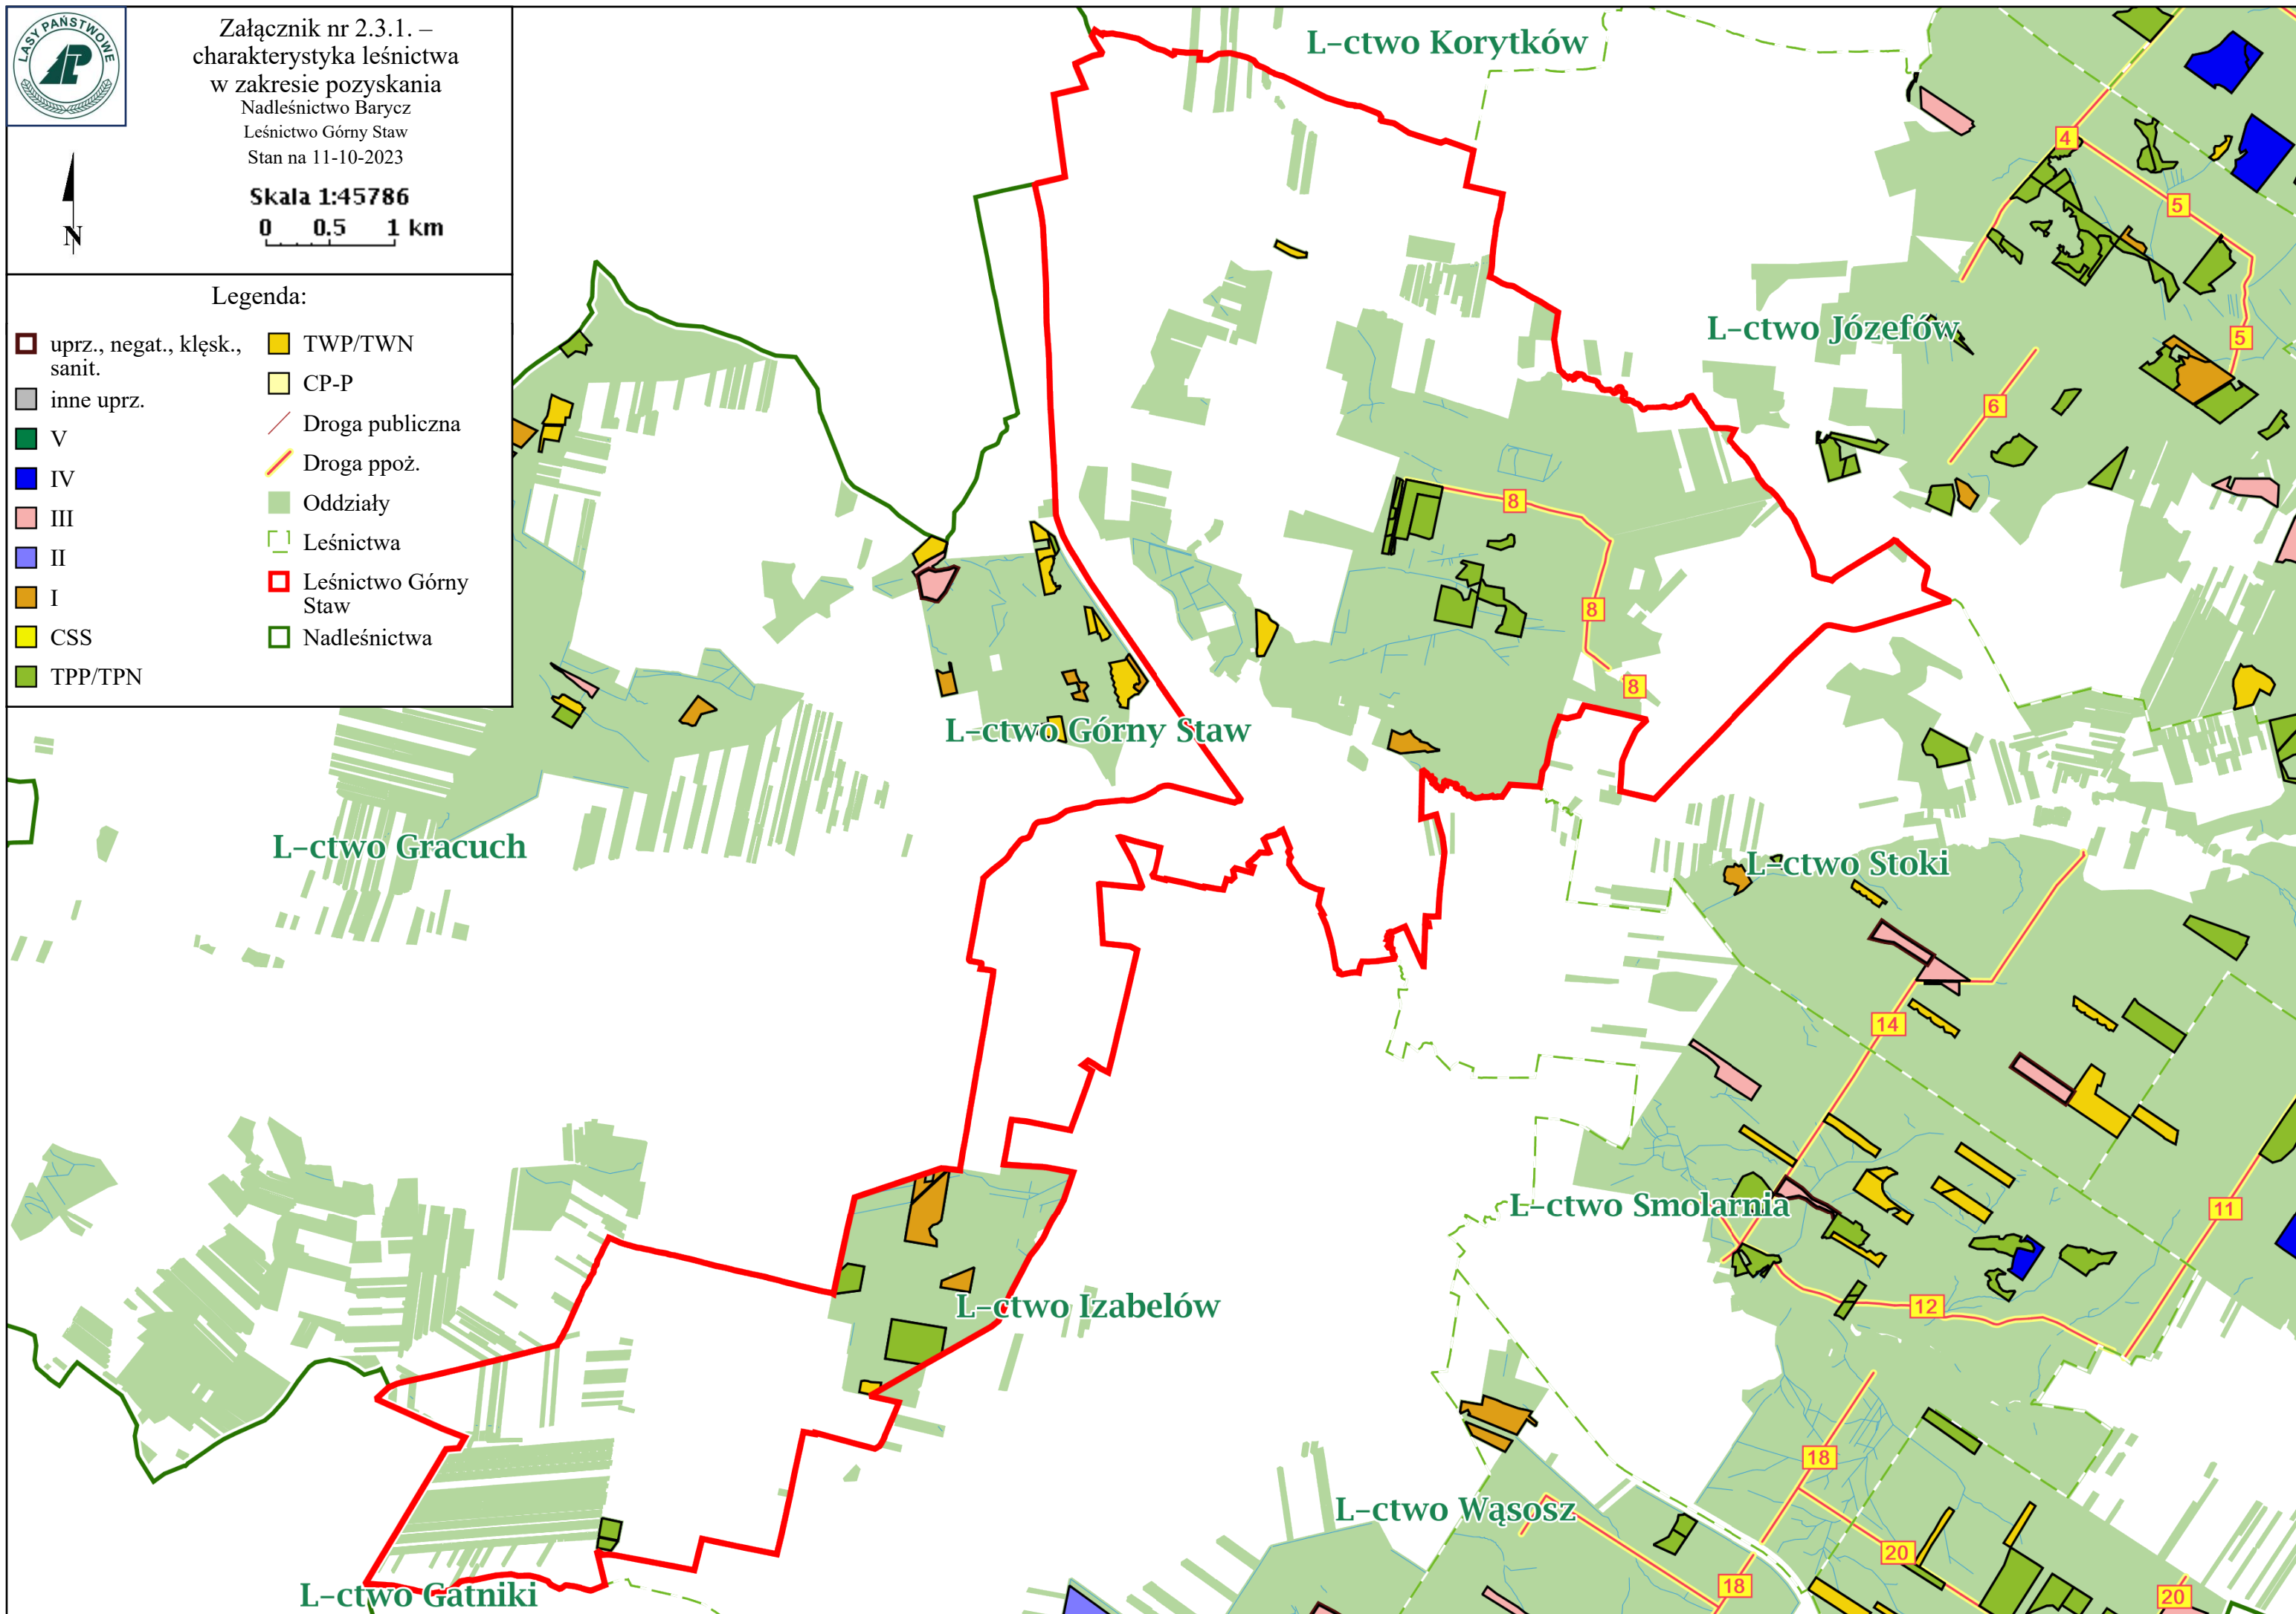 LASY PAŃSTWOWE
Załącznik nr 2.3.1. –
charakterystyka leśnictwa
w zakresie pozyskania
Nadleśnictwo Barycz
Leśnictwo Górny Staw
Stan na 11-10-2023
Skala 1:45786
0 0.5 1 km
N
Legenda:
uprz., negat., klęsk.,
sanit.
inne uprz.
V
IV
III
II
I
CSS
TPP/TPN
TWP/TWN
CP-P
Droga publiczna
Droga ppoż.
Oddziały
Leśnictwa
Leśnictwo Górny
Staw
Nadleśnictwa
L-ctwo Korytków
4
5
L-ctwo Józefów
5
6
8
8
8
L-ctwo Górny Staw
L-ctwo Gracuch
L-ctwo Stoki
14
L-ctwo Smolarnia
11
L-ctwo Izabelów
12
18
L-ctwo Wąsosz
20
18
20
L-ctwo Gatniki